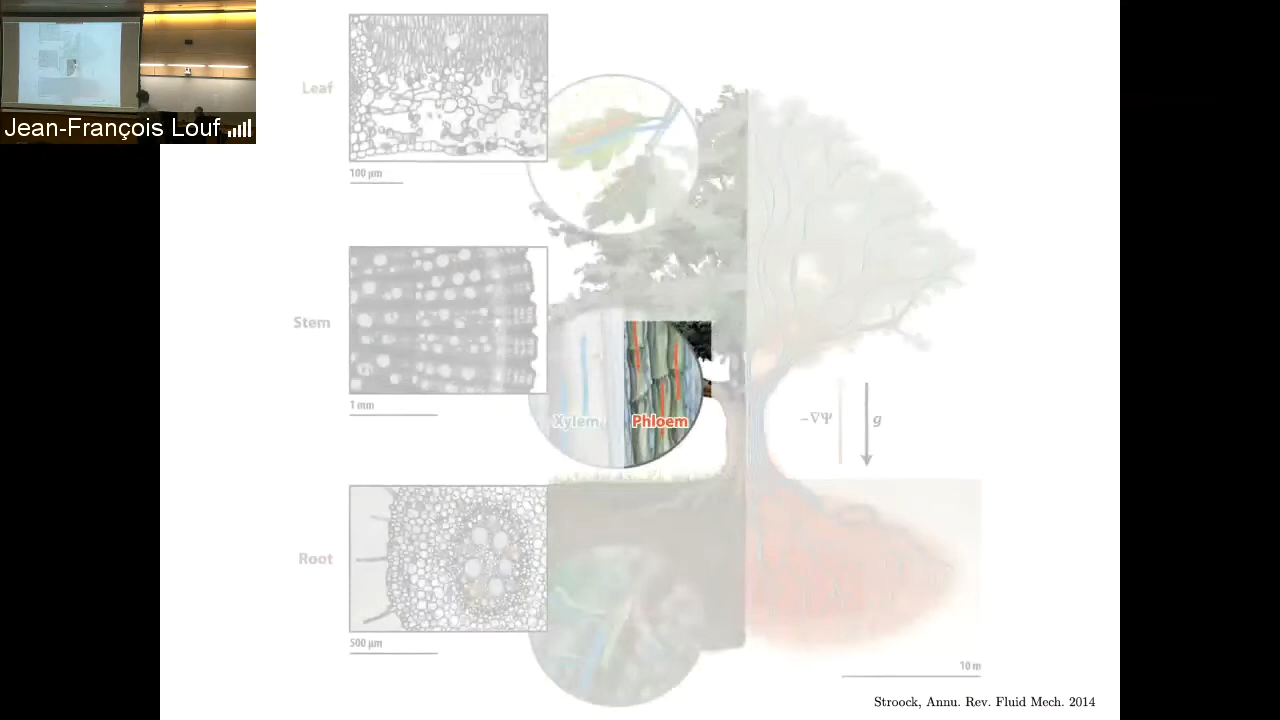 Jean-François Louf
Leaf
100 µm
Stem
1 mm
Xylem
Phloem
−∇Ψ
g
Root
500 µm
10 m
Stroock, Annu. Rev. Fluid Mech. 2014